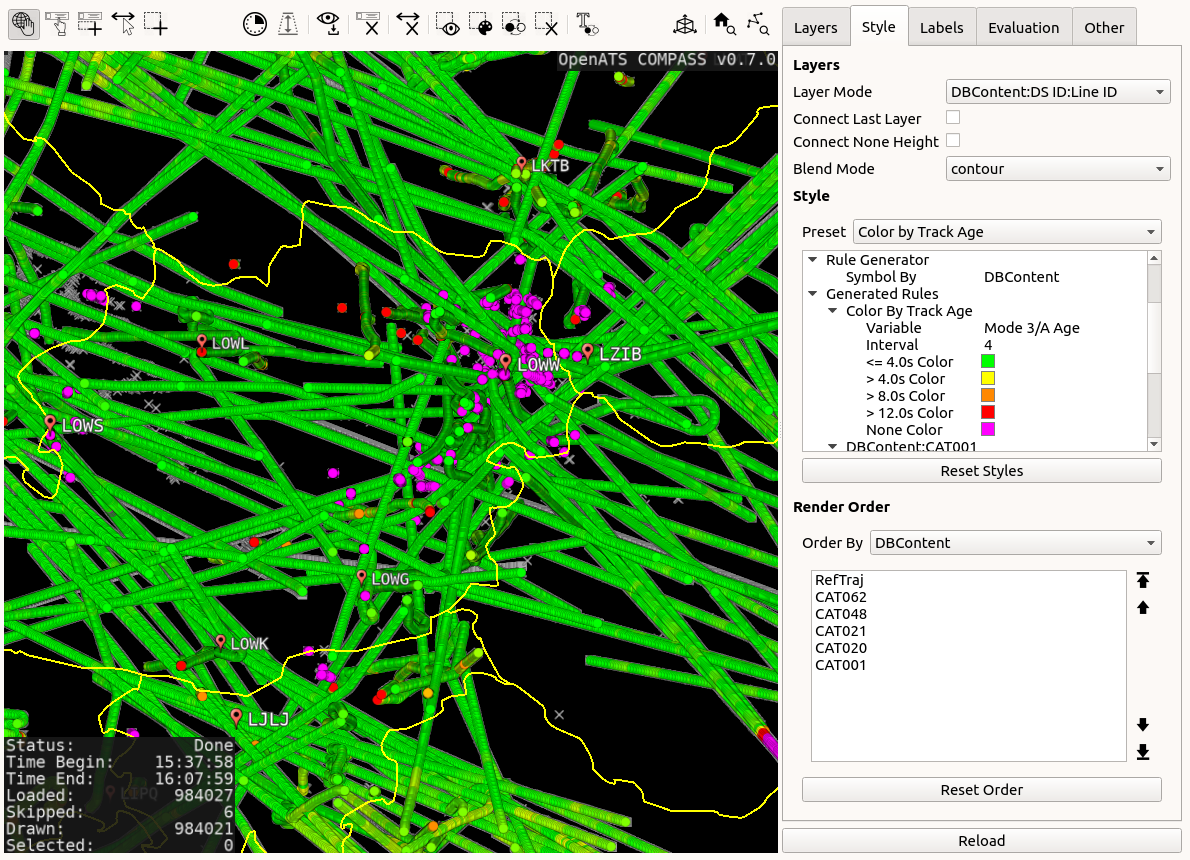 Layers Style Labels Evaluation Other
OpenATS COMPASS v0.7.0
Layers
Layer Mode DBContent:DS ID:Line ID
Connect Last Layer
Connect None Height
Blend Mode contour
Style
Preset Color by Track Age
Rule Generator
Symbol By DBContent
Generated Rules
Color By Track Age
Variable Mode 3/A Age
Interval 4
<= 4.0s Color
> 4.0s Color
> 8.0s Color
> 12.0s Color
None Color
DBContent:CAT001
Reset Styles
Render Order
Order By DBContent
RefTraj
CAT062
CAT048
CAT021
CAT020
CAT001
Reset Order
Reload
LKTB
LOWL
LZIB
LOWW
LOWS
LOWG
LOWK
LJLJ
Status: Done
Time Begin: 15:37:58
Time End: 16:07:59
Loaded: 984027
Skipped: 6
Drawn: 984021
Selected: 0